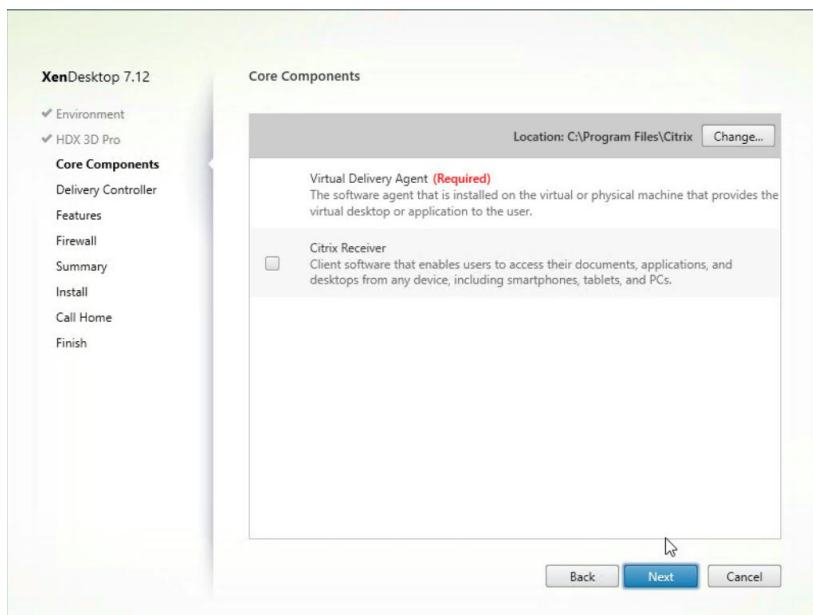 XenDesktop 7.12
Environment
HDX 3D Pro
Core Components
Delivery Controller
Features
Firewall
Summary
Install
Call Home
Finish
Core Components
Location: C:\Program Files\Citrix
Change...
Virtual Delivery Agent (Required)
The software agent that is installed on the virtual or physical machine that provides the
virtual desktop or application to the user.
Citrix Receiver
Client software that enables users to access their documents, applications, and
desktops from any device, including smartphones, tablets, and PCs.
Back
Next
Cancel